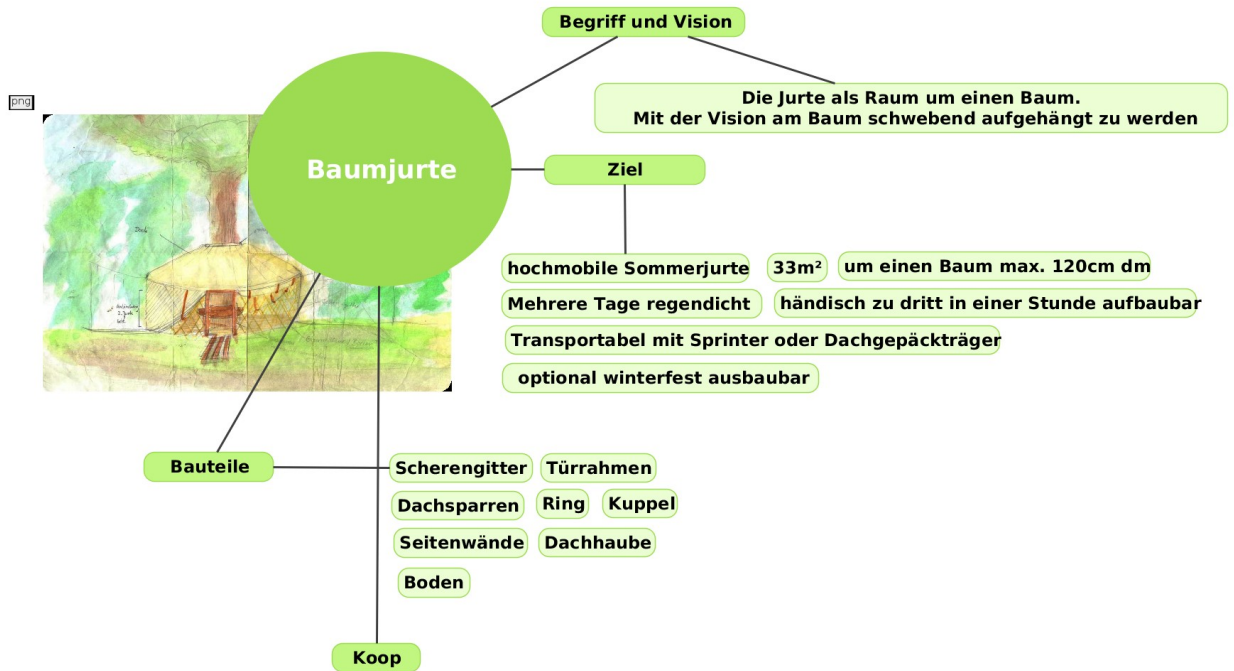 Begriff und Vision
png
Die Jurte als Raum um einen Baum.
Mit der Vision am Baum schwebend aufgehängt zu werden
Baumjurte
Ziel
hochmobile Sommerjurte
33m²
um einen Baum max. 120cm dm
Mehrere Tage regendicht
händisch zu dritt in einer Stunde aufbaubar
Transportabel mit Sprinter oder Dachgepäckträger
optional winterfest ausbaubar
Dach
Bauteile
Scherengitter
Türrahmen
Dachsparren
Ring
Kuppel
Seitenwände
Dachhaube
Boden
Koop